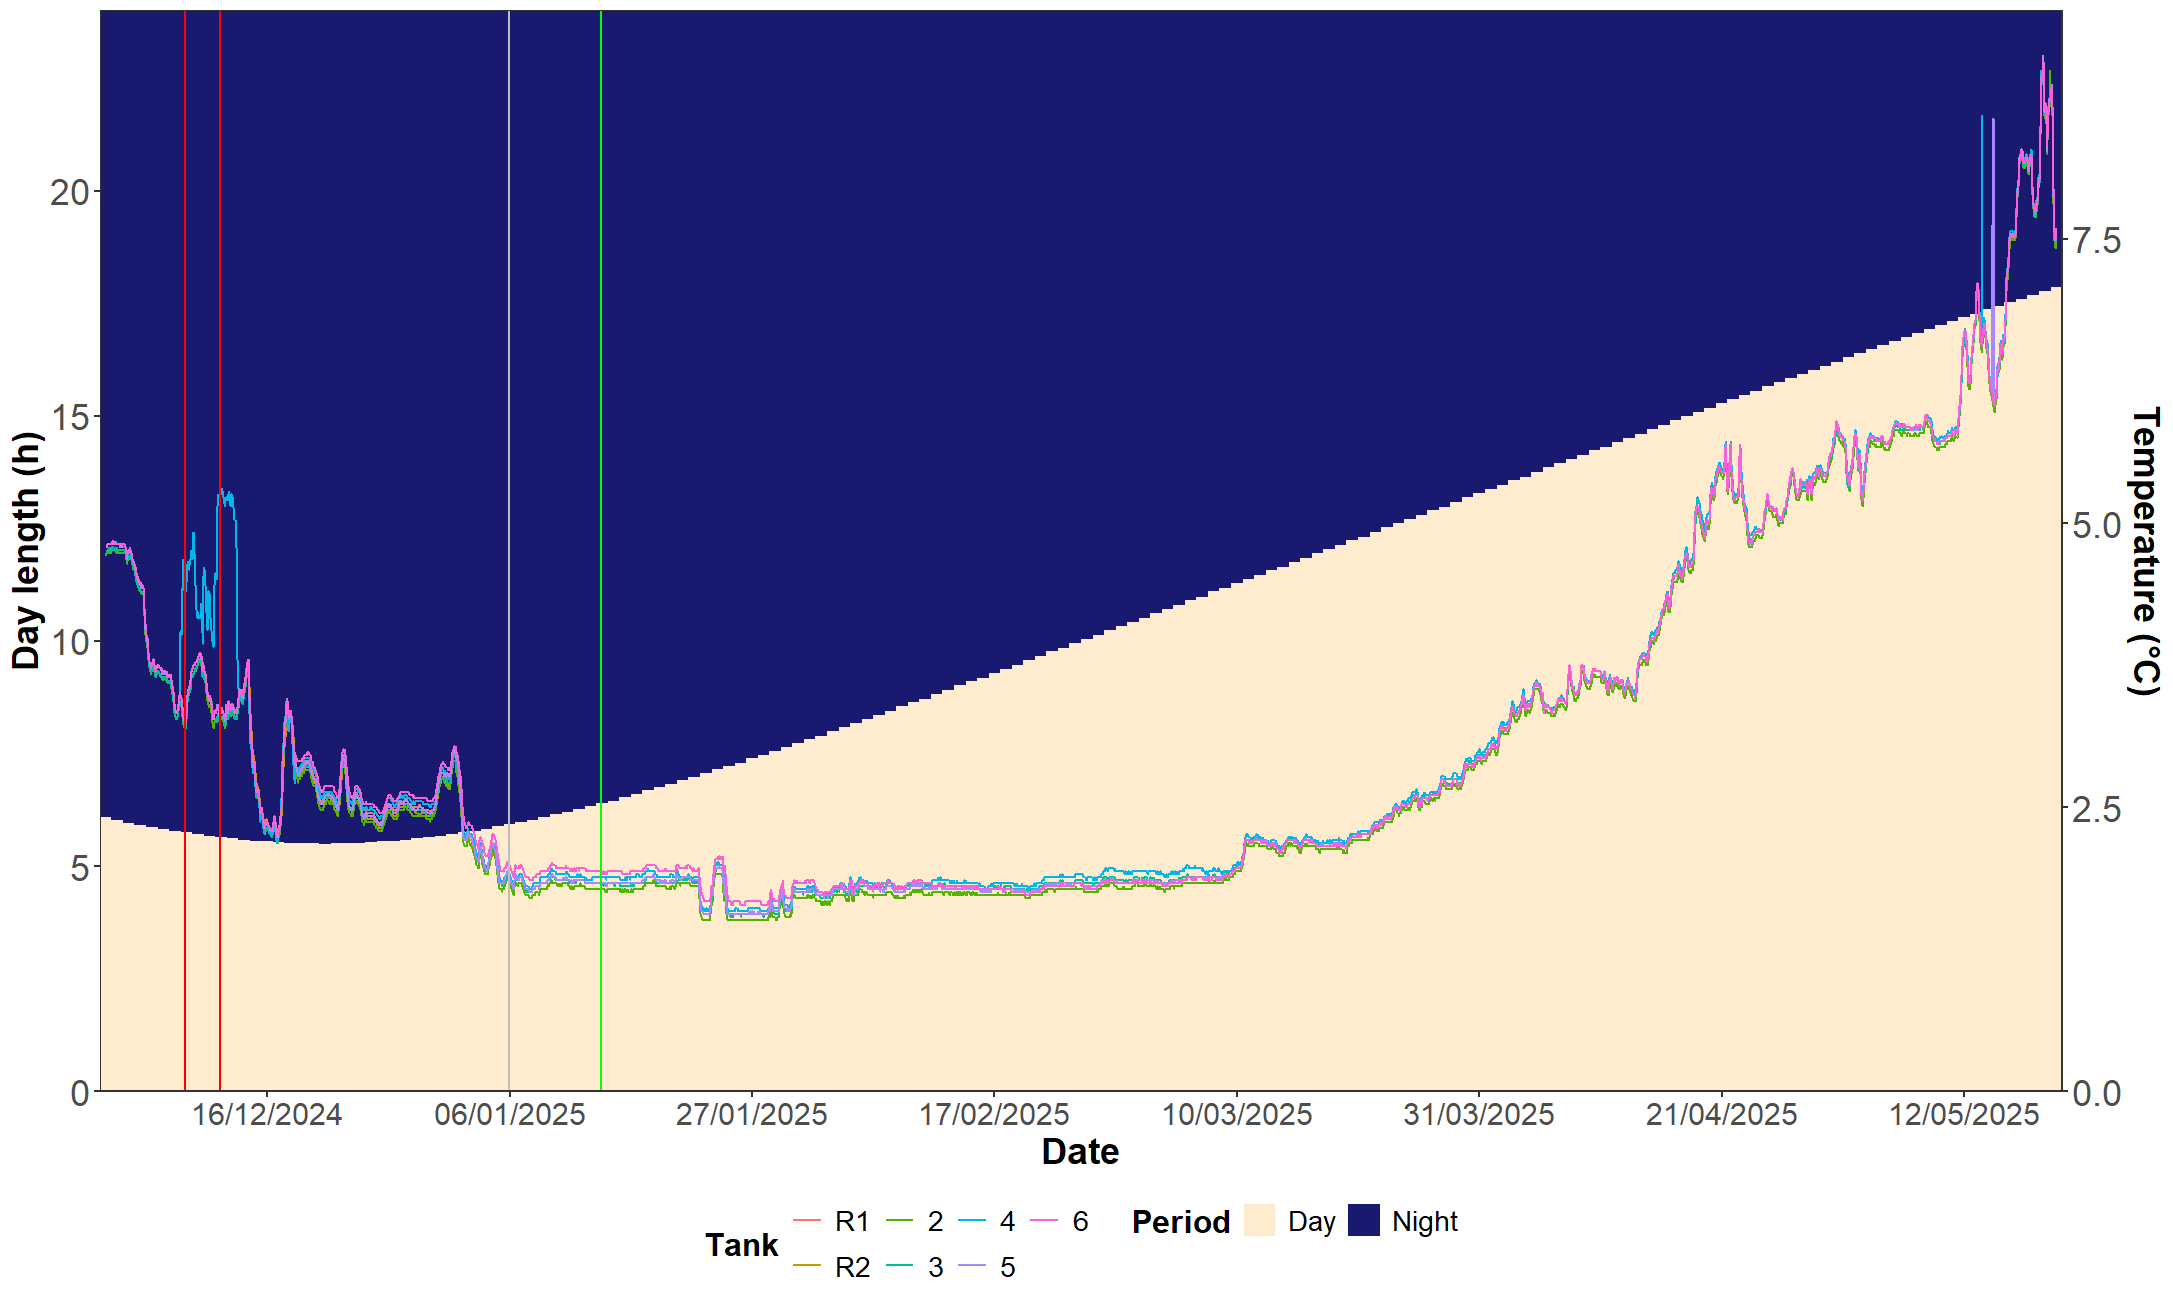 Day length (h)
20
15
10
5
0
7.5
5.0
2.5
0.0
Temperature (°C)
16/12/2024 06/01/2025 27/01/2025 17/02/2025 10/03/2025 31/03/2025 21/04/2025 12/05/2025
Date
Tank
R1 2 4 6
R2 3 5
Period Day Night